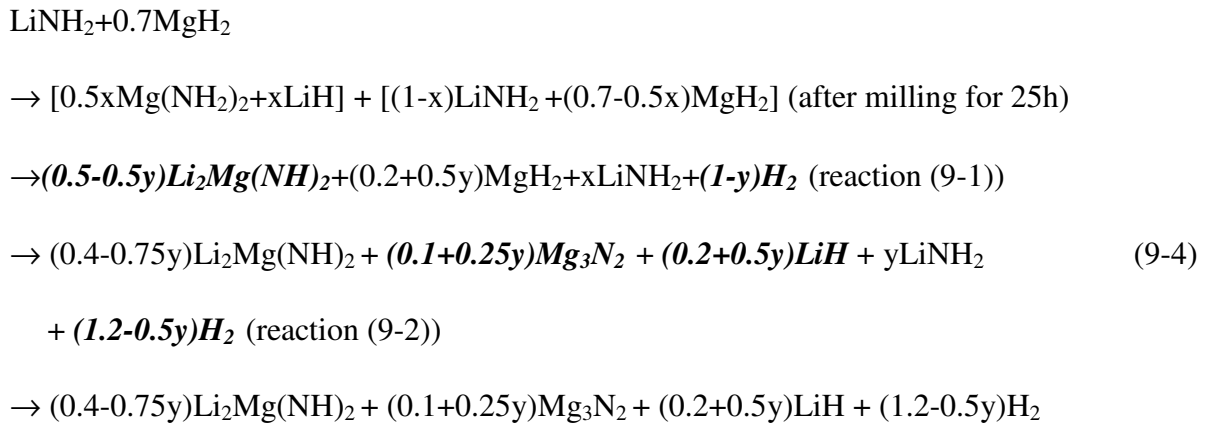 LiNH₂+0.7MgH₂
→ [0.5xMg(NH₂)₂+xLiH] + [(1-x)LiNH₂ +(0.7-0.5x)MgH₂] (after milling for 25h)
→(0.5-0.5y)Li₂Mg(NH)₂+(0.2+0.5y)MgH₂+xLiNH₂+(1-y)H₂ (reaction (9-1))
→ (0.4-0.75y)Li₂Mg(NH)₂ + (0.1+0.25y)Mg₃N₂ + (0.2+0.5y)LiH + yLiNH₂ (9-4)
+ (1.2-0.5y)H₂ (reaction (9-2))
→ (0.4-0.75y)Li₂Mg(NH)₂ + (0.1+0.25y)Mg₃N₂ + (0.2+0.5y)LiH + (1.2-0.5y)H₂